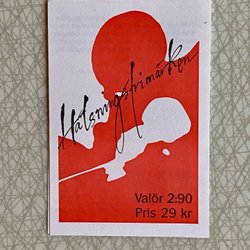 Hälsningsfrimärken
Valör 2:90
Pris 29 kr